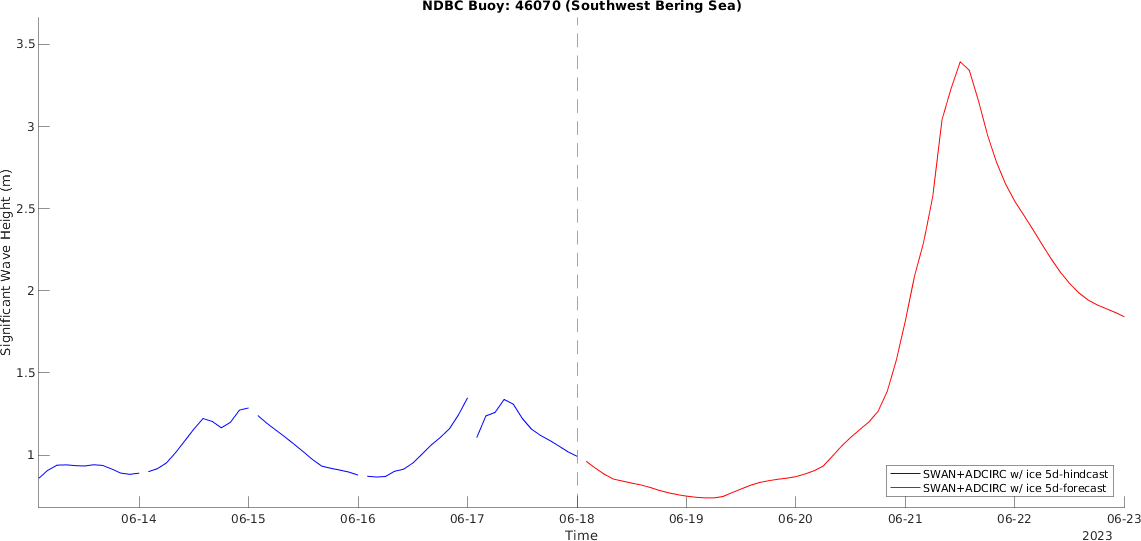 NDBC Buoy: 46070 (Southwest Bering Sea)
Significant Wave Height (m)
3.5
3
2.5
2
1.5
1
SWAN+ADCIRC w/ ice 5d-hindcast
SWAN+ADCIRC w/ ice 5d-forecast
06-14 06-15 06-16 06-17 06-18 06-19 06-20 06-21 06-22 06-23
Time
2023